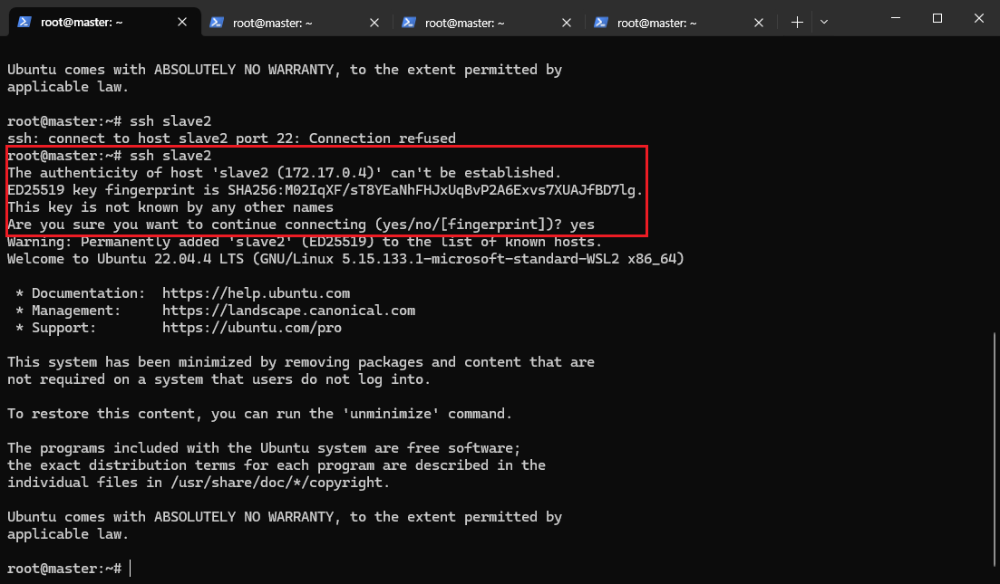 root@master: ~
root@master: ~
root@master: ~
root@master: ~
Ubuntu comes with ABSOLUTELY NO WARRANTY, to the extent permitted by
applicable law.
root@master:~# ssh slave2
ssh: connect to host slave2 port 22: Connection refused
root@master:~# ssh slave2
The authenticity of host 'slave2 (172.17.0.4)' can't be established.
ED25519 key fingerprint is SHA256:M02IqXF/sT8YEaNhFHJxUqBvP2A6Exvs7XUAJfBD7lg.
This key is not known by any other names
Are you sure you want to continue connecting (yes/no/[fingerprint])? yes
Warning: Permanently added 'slave2' (ED25519) to the list of known hosts.
Welcome to Ubuntu 22.04.4 LTS (GNU/Linux 5.15.133.1-microsoft-standard-WSL2 x86_64)
* Documentation:  https://help.ubuntu.com
* Management:     https://landscape.canonical.com
* Support:        https://ubuntu.com/pro
This system has been minimized by removing packages and content that are
not required on a system that users do not log into.
To restore this content, you can run the 'unminimize' command.
The programs included with the Ubuntu system are free software;
the exact distribution terms for each program are described in the
individual files in /usr/share/doc/*/copyright.
Ubuntu comes with ABSOLUTELY NO WARRANTY, to the extent permitted by
applicable law.
root@master:~#